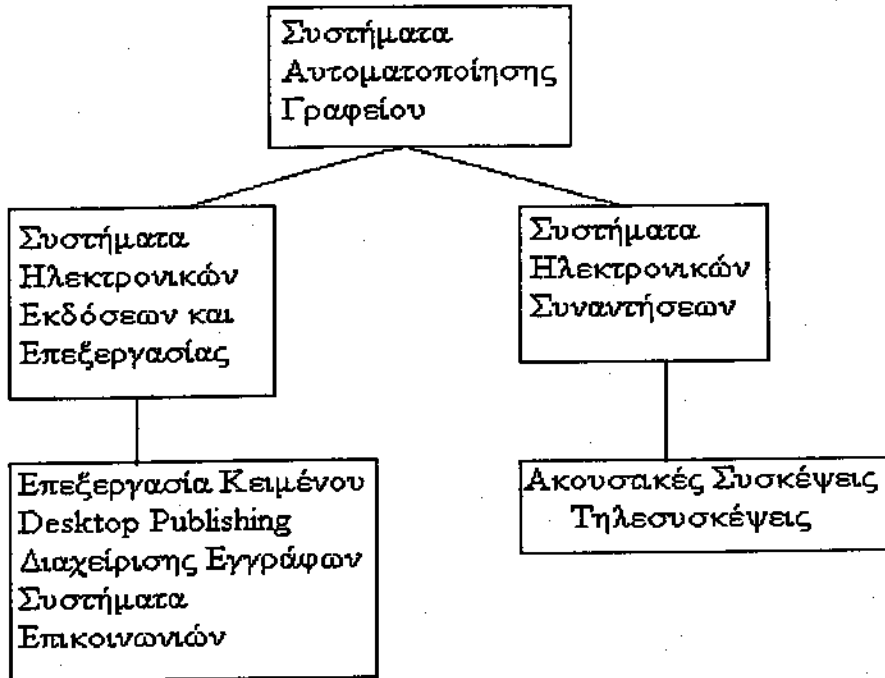 Συστήματα
Αυτοματοποίησης
Γραφείου
Συστήματα
Ηλεκτρονικών
Εκδόσεων και
Επεξεργασίας
Συστήματα
Ηλεκτρονικών
Συναντήσεων
Επεξεργασία Κειμένου
Desktop Publishing
Διαχείρισης Εγγράφων
Συστήματα
Επικοινωνιών
Ακουστικές Συσκέψεις
Τηλεσυσκέψεις